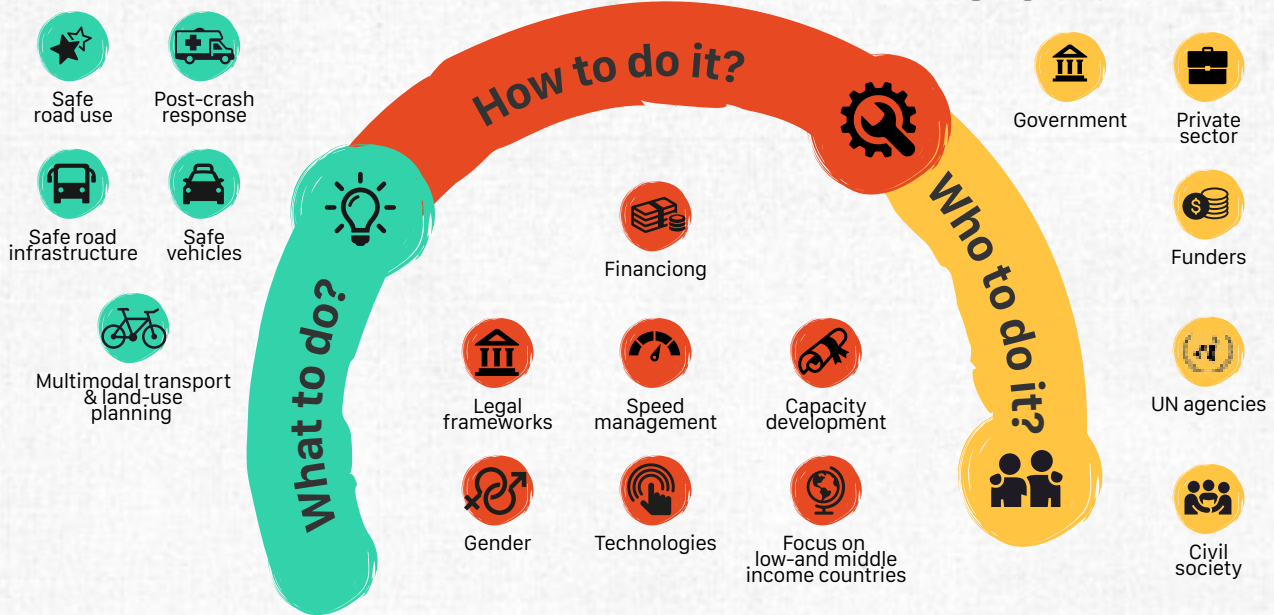 What to do?
Safe
road use
Post-crash
response
Safe road
infrastructure
Safe
vehicles
Multimodal transport
& land-use
planning
How to do it?
Financiong
Legal
frameworks
Speed
management
Capacity
development
Gender
Technologies
Focus on
low-and middle
income countries
Who to do it?
Government
Private
sector
$
Funders
UN agencies
Civil
society